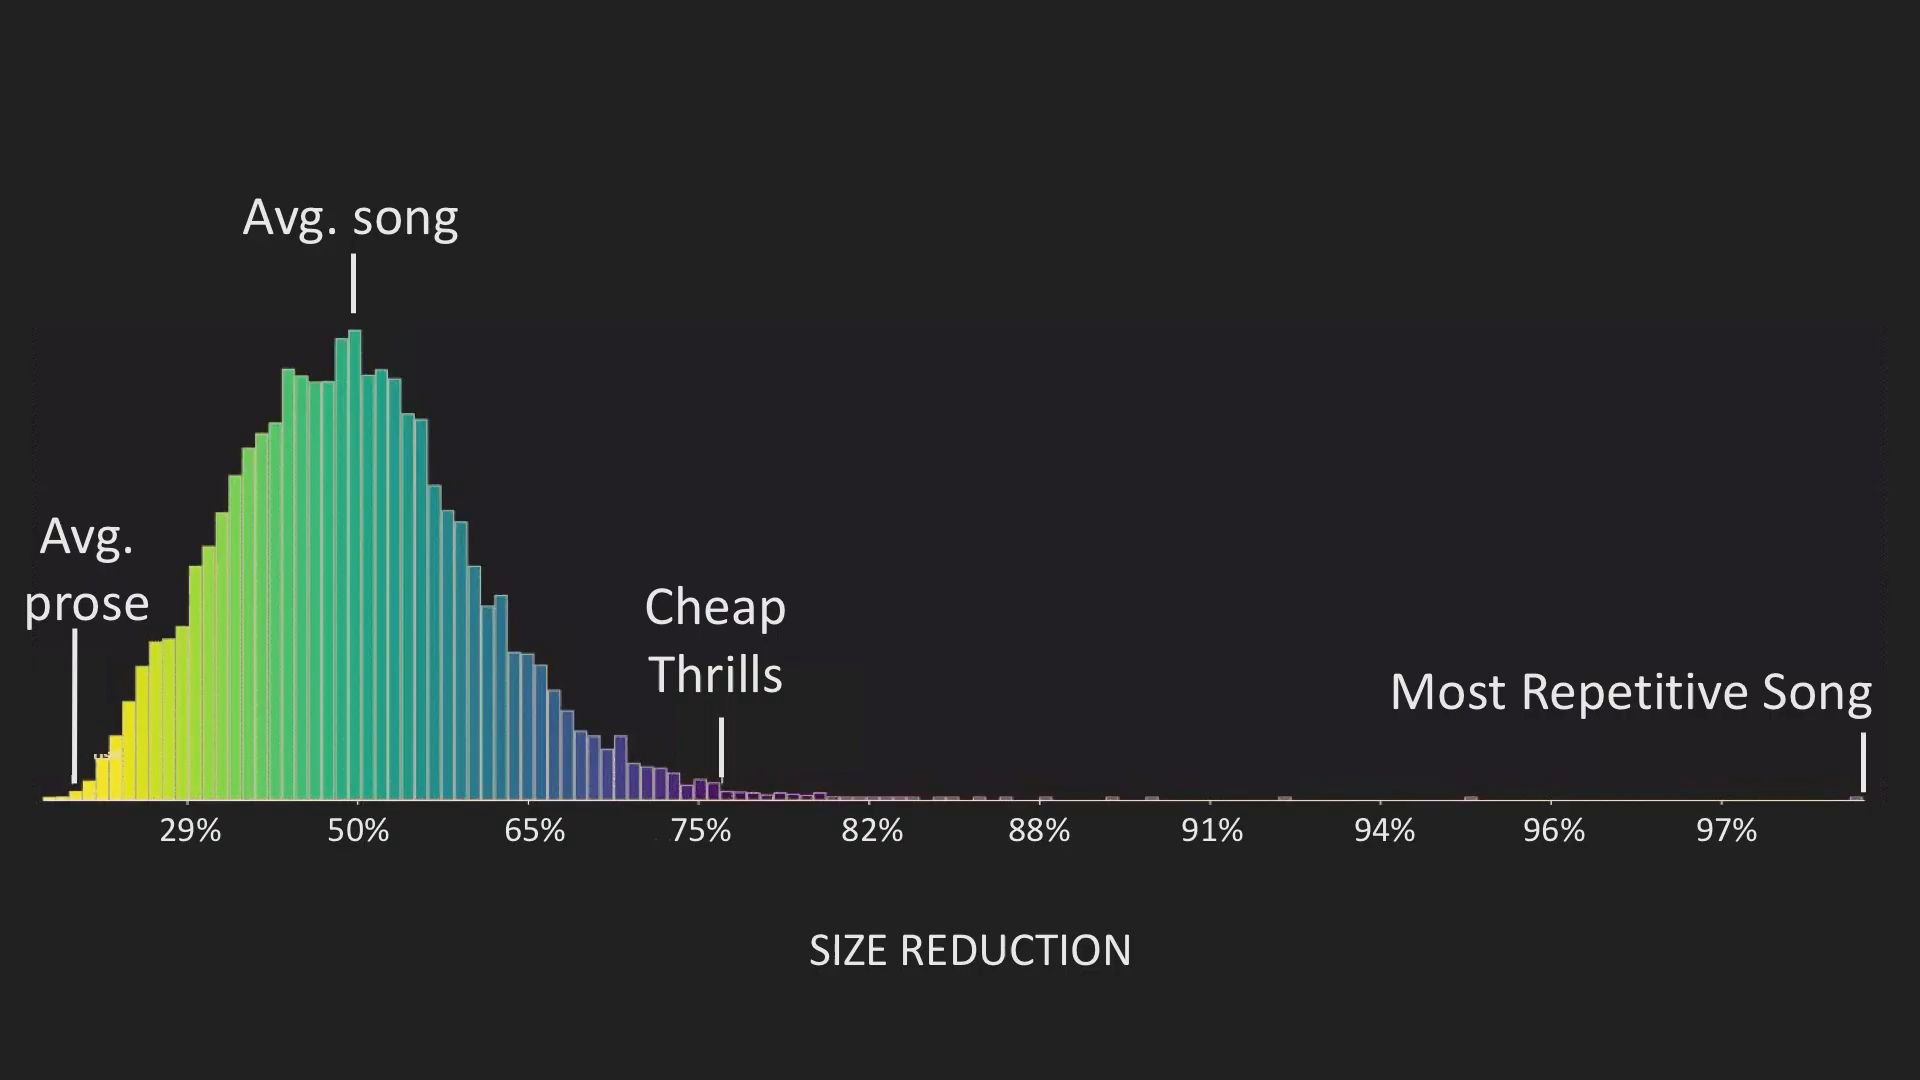 Avg. song
Avg.
prose
Cheap
Thrills
Most Repetitive Song
29% 50% 65% 75% 82% 88% 91% 94% 96% 97%
SIZE REDUCTION